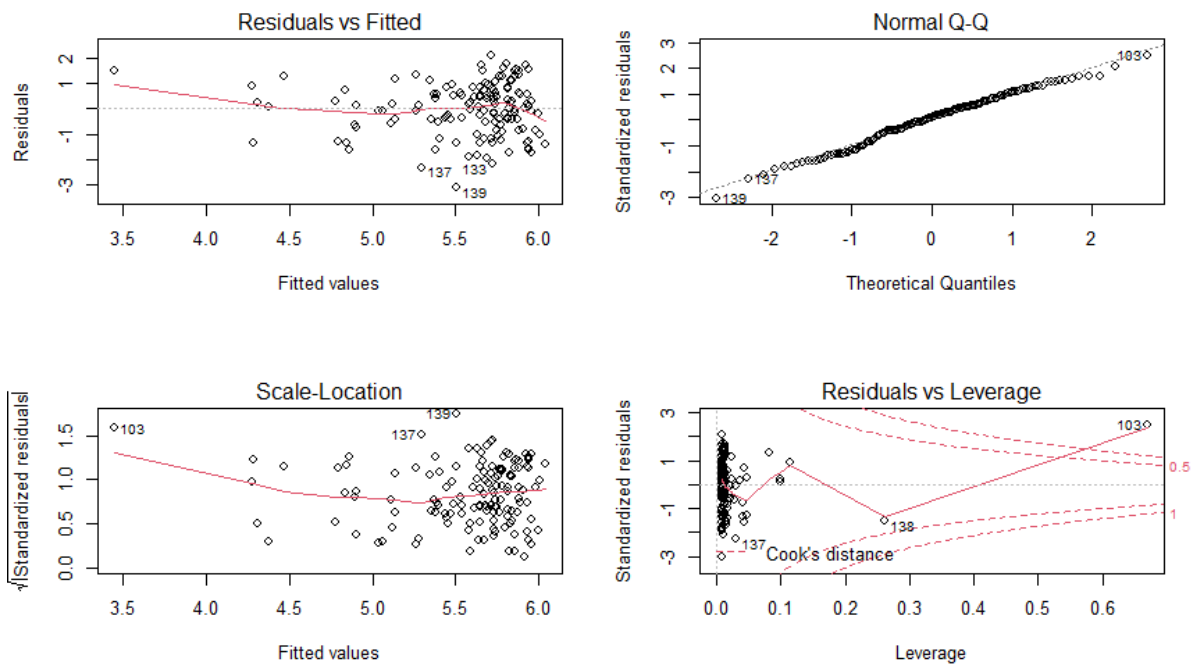 Residuals vs Fitted
Residuals
2
1
-1
-3
137
133
139
3.5 4.0 4.5 5.0 5.5 6.0
Fitted values
Normal Q-Q
Standardized residuals
3
1
-1
-3
103
137
139
-2 -1 0 1 2
Theoretical Quantiles
Scale-Location
√|Standardized residuals|
1.5
1.0
0.5
0.0
103
139
137
3.5 4.0 4.5 5.0 5.5 6.0
Fitted values
Residuals vs Leverage
Standardized residuals
3
1
-1
-3
103
138
137
Cook's distance
0.5
1
0.0 0.1 0.2 0.3 0.4 0.5 0.6
Leverage